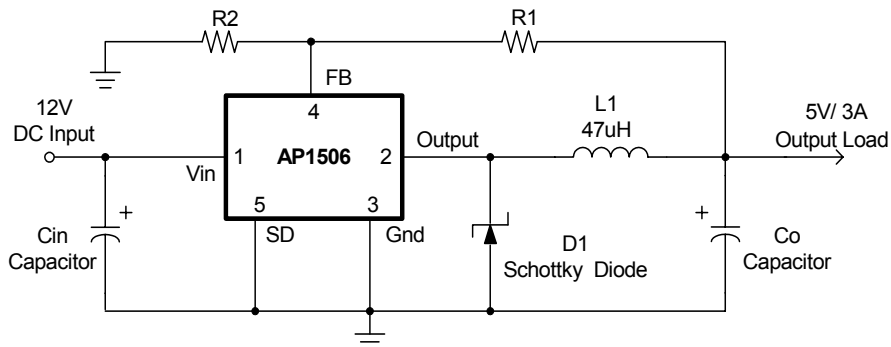 R2
R1
FB
4
12V
DC Input
L1
47uH
5V/ 3A
Output Load
Vin
1
AP1506
2
Output
5
3
SD
Gnd
+
Cin
Capacitor
D1
Schottky Diode
+
Co
Capacitor